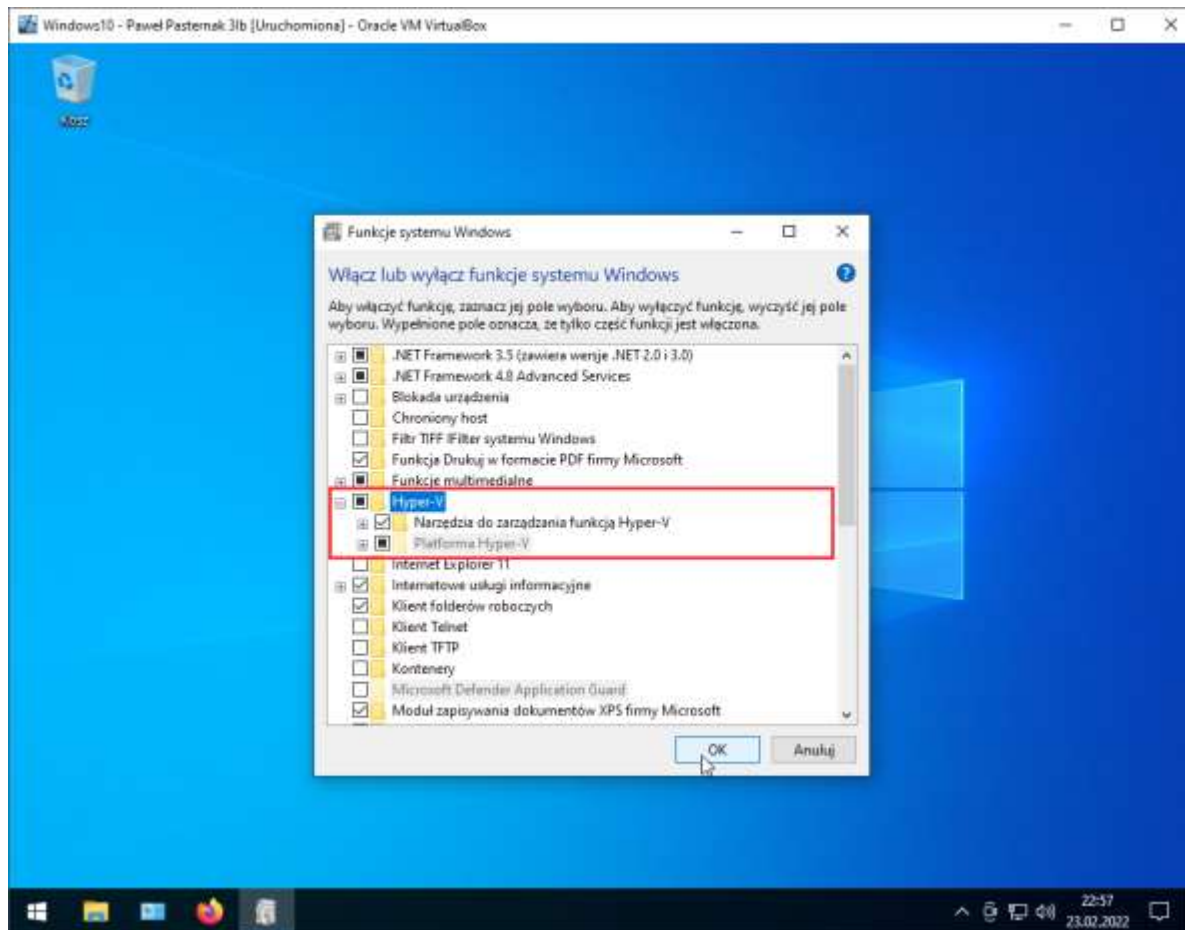 Windows10 - Paweł Pasternak 3lb [Uruchomiona] - Oracle VM VirtualBox
Kosz
Funkcje systemu Windows
Włącz lub wyłącz funkcje systemu Windows
Aby włączyć funkcję, zaznacz jej pole wyboru. Aby wyłączyć funkcję, wyczyść jej pole
wyboru. Wypełnione pole oznacza, że tylko część funkcji jest włączona.
.NET Framework 3.5 (zawiera wersje .NET 2.0 i 3.0)
.NET Framework 4.8 Advanced Services
Blokada urządzenia
Chroniony host
Filtr TIFF IFilter systemu Windows
Funkcja Drukuj w formacie PDF firmy Microsoft
Funkcje multimedialne
Hyper-V
Narzędzia do zarządzania funkcją Hyper-V
Platforma Hyper-V
Internet Explorer 11
Internetowe usługi informacyjne
Klient folderów roboczych
Klient Telnet
Klient TFTP
Kontenery
Microsoft Defender Application Guard
Moduł zapisywania dokumentów XPS firmy Microsoft
OK
Anuluj
22:57
23.02.2022